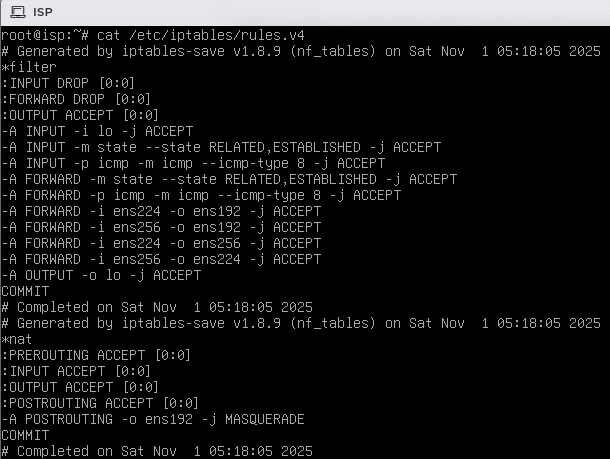 ISP
root@isp:~# cat /etc/iptables/rules.v4
# Generated by iptables-save v1.8.9 (nf_tables) on Sat Nov  1 05:18:05 2025
*filter
:INPUT DROP [0:0]
:FORWARD DROP [0:0]
:OUTPUT ACCEPT [0:0]
-A INPUT -i lo -j ACCEPT
-A INPUT -m state --state RELATED,ESTABLISHED -j ACCEPT
-A INPUT -p icmp -m icmp --icmp-type 8 -j ACCEPT
-A FORWARD -m state --state RELATED,ESTABLISHED -j ACCEPT
-A FORWARD -p icmp -m icmp --icmp-type 8 -j ACCEPT
-A FORWARD -i ens224 -o ens192 -j ACCEPT
-A FORWARD -i ens256 -o ens192 -j ACCEPT
-A FORWARD -i ens224 -o ens256 -j ACCEPT
-A FORWARD -i ens256 -o ens224 -j ACCEPT
-A OUTPUT -o lo -j ACCEPT
COMMIT
# Completed on Sat Nov  1 05:18:05 2025
# Generated by iptables-save v1.8.9 (nf_tables) on Sat Nov  1 05:18:05 2025
*nat
:PREROUTING ACCEPT [0:0]
:INPUT ACCEPT [0:0]
:OUTPUT ACCEPT [0:0]
:POSTROUTING ACCEPT [0:0]
-A POSTROUTING -o ens192 -j MASQUERADE
COMMIT
# Completed on Sat Nov  1 05:18:05 2025